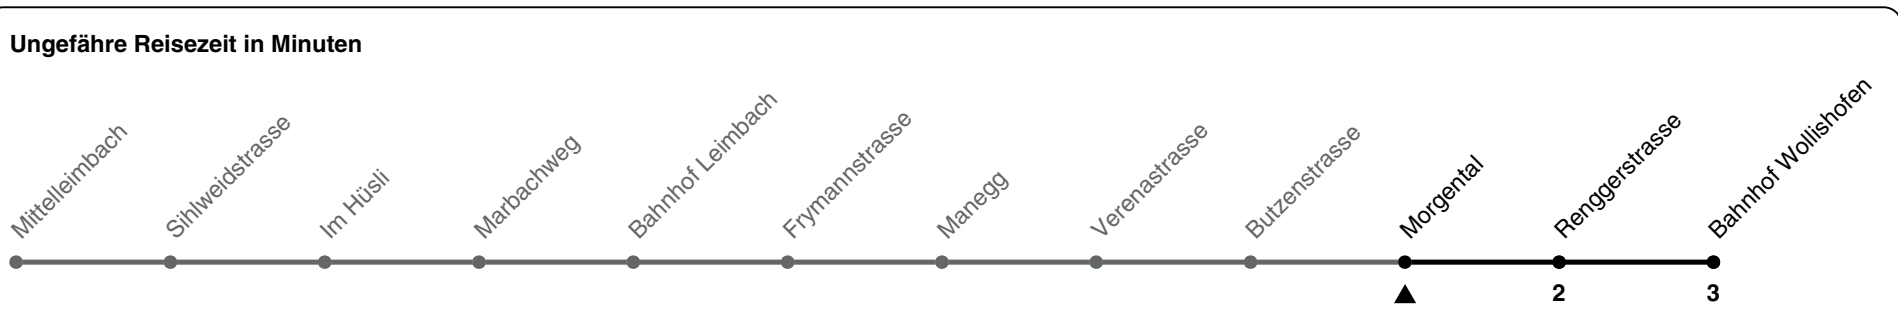 Ungefähre Reisezeit in Minuten
Mittelleimbach
Sihlweidstrasse
Im Hüsli
Marbachweg
Bahnhof Leimbach
Frymannstrasse
Manegg
Verenastrasse
Butzenstrasse
Morgental
Renggerstrasse
Bahnhof Wollishofen
2
3